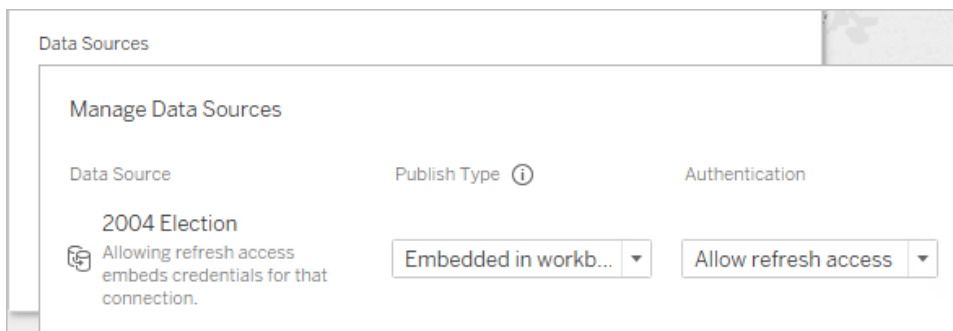 Data Sources
Manage Data Sources
Data Source Publish Type Authentication
2004 Election
Allowing refresh access
embeds credentials for that
connection.
Embedded in workb... Allow refresh access